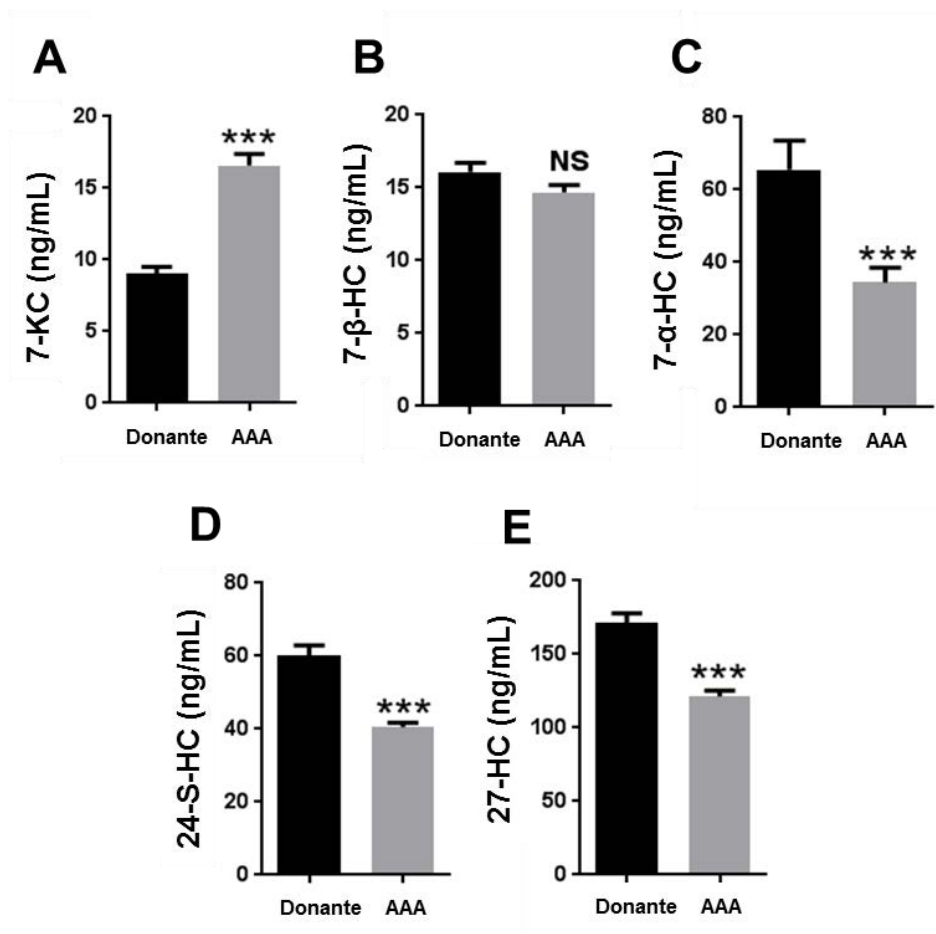 A
7-KC (ng/mL)
20
15
10
5
0
***
Donante AAA
B
7-β-HC (ng/mL)
20
15
10
5
0
NS
Donante AAA
C
7-α-HC (ng/mL)
80
60
40
20
0
***
Donante AAA
D
24-S-HC (ng/mL)
80
60
40
20
0
***
Donante AAA
E
27-HC (ng/mL)
200
150
100
50
0
***
Donante AAA